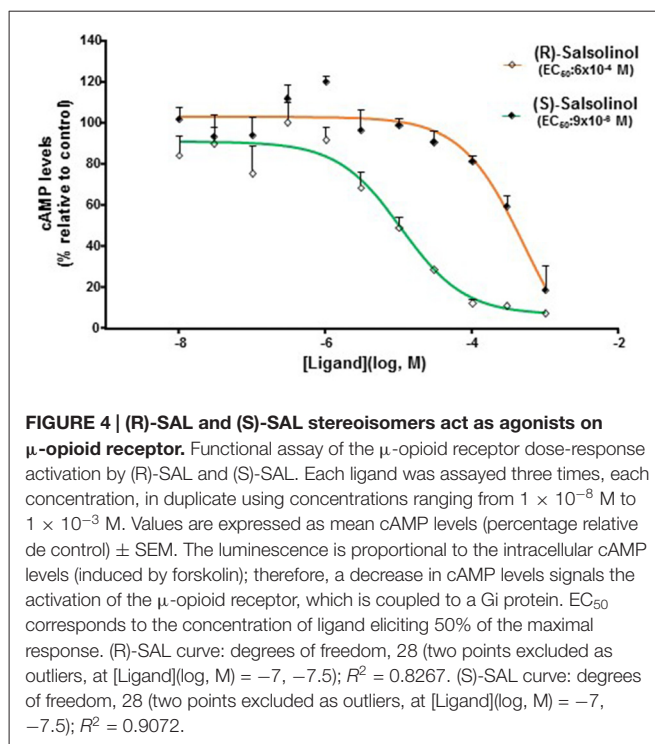 140
120
100
80
60
40
20
0
cAMP levels
(% relative to control)
-8
-6
-4
-2
[Ligand](log, M)
(R)-Salsolinol
(EC₅₀:6x10⁻⁴ M)
(S)-Salsolinol
(EC₅₀:9x10⁻⁶ M)
FIGURE 4 | (R)-SAL and (S)-SAL stereoisomers act as agonists on
μ-opioid receptor. Functional assay of the μ-opioid receptor dose-response
activation by (R)-SAL and (S)-SAL. Each ligand was assayed three times, each
concentration, in duplicate using concentrations ranging from 1 × 10⁻⁸ M to
1 × 10⁻³ M. Values are expressed as mean cAMP levels (percentage relative
de control) ± SEM. The luminescence is proportional to the intracellular cAMP
levels (induced by forskolin); therefore, a decrease in cAMP levels signals the
activation of the μ-opioid receptor, which is coupled to a Gi protein. EC₅₀
corresponds to the concentration of ligand eliciting 50% of the maximal
response. (R)-SAL curve: degrees of freedom, 28 (two points excluded as
outliers, at [Ligand](log, M) = −7, −7.5); R² = 0.8267. (S)-SAL curve: degrees
of freedom, 28 (two points excluded as outliers, at [Ligand](log, M) = −7,
−7.5); R² = 0.9072.